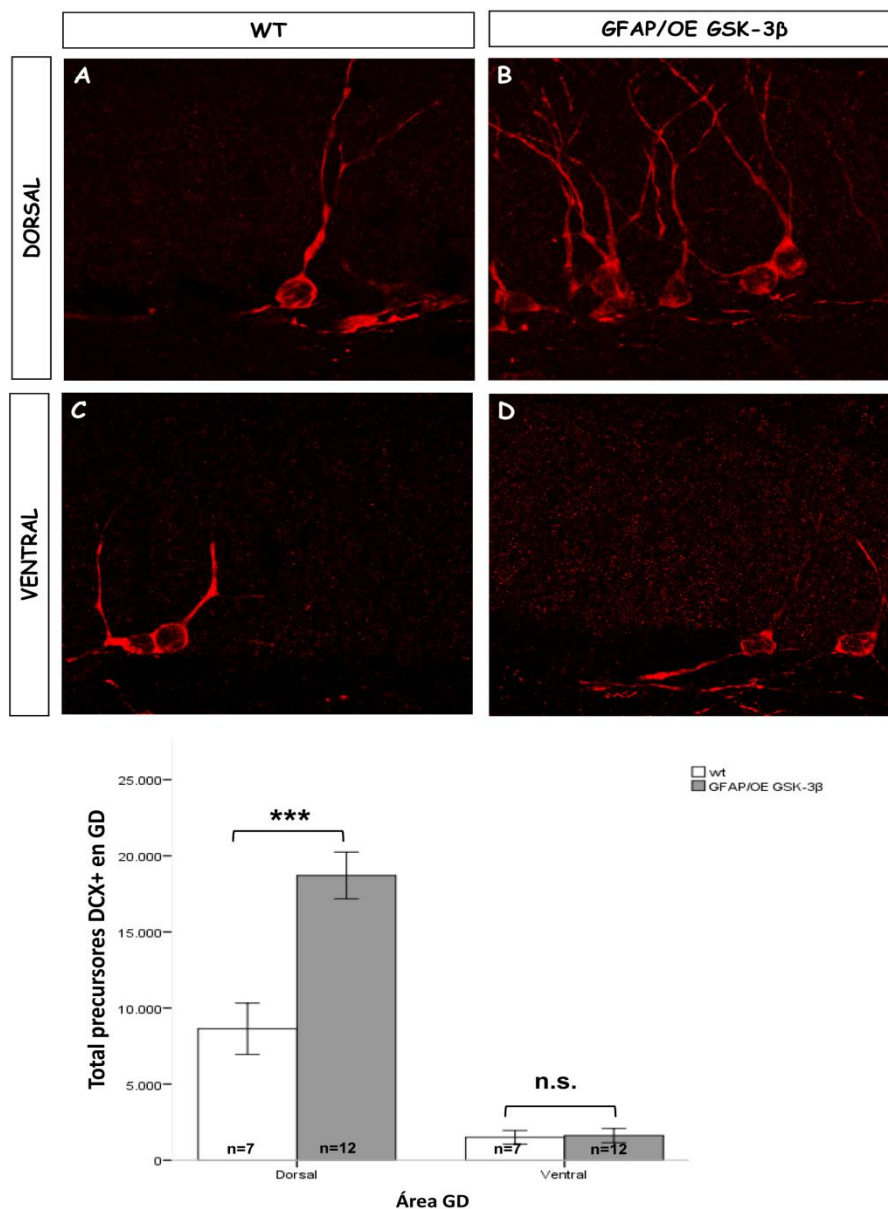 WT
GFAP/OE GSK-3β
DORSAL
A
B
VENTRAL
C
D
Total precursores DCX+ en GD
25.000
20.000
15.000
10.000
5.000
0
***
n.s.
wt
GFAP/OE GSK-3β
n=7
n=12
n=7
n=12
Dorsal
Ventral
Área GD